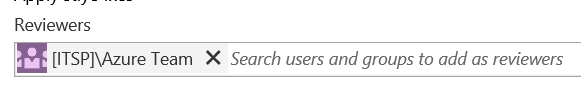 Reviewers
[ITSP]\Azure Team ✕ Search users and groups to add as reviewers